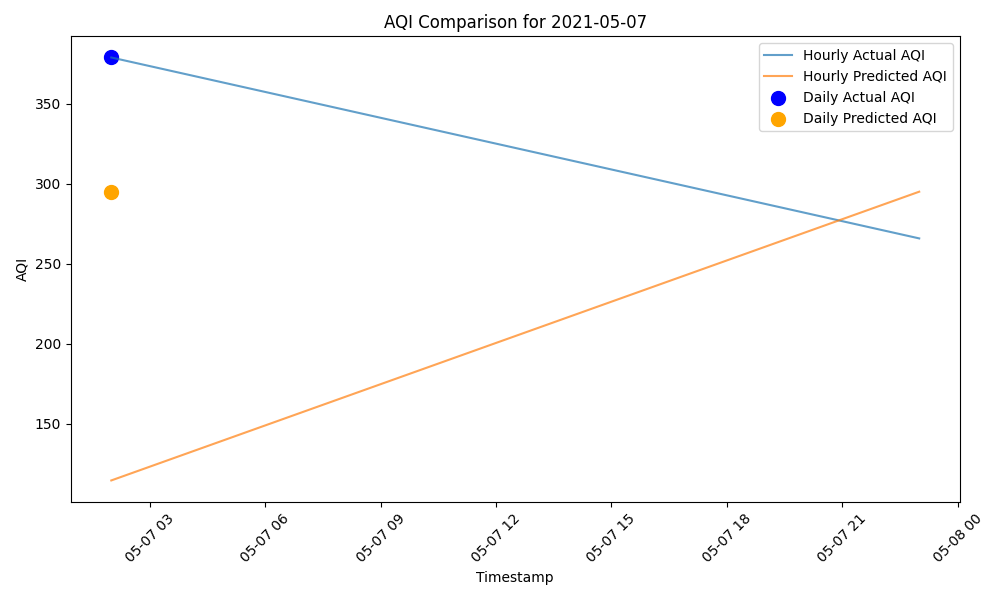 AQI Comparison for 2021-05-07
Hourly Actual AQI
Hourly Predicted AQI
Daily Actual AQI
Daily Predicted AQI
AQI
350
300
250
200
150
05-07 03
05-07 06
05-07 09
05-07 12
05-07 15
05-07 18
05-07 21
05-08 00
Timestamp